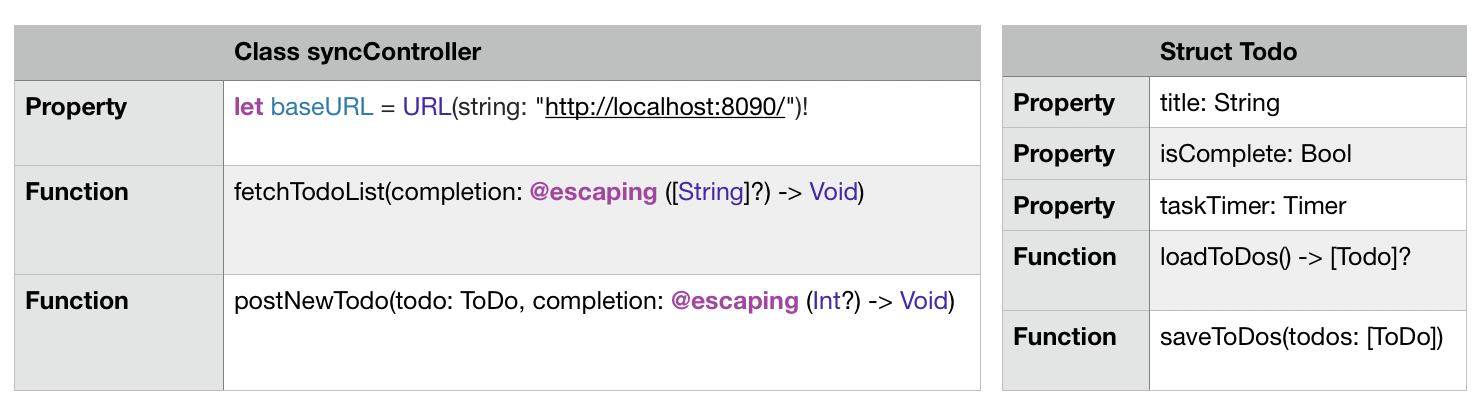 Class syncController
Property let baseURL = URL(string: "http://localhost:8090/")!
Function fetchTodoList(completion: @escaping ([String]?) -> Void)
Function postNewTodo(todo: ToDo, completion: @escaping (Int?) -> Void)
Struct Todo
Property title: String
Property isComplete: Bool
Property taskTimer: Timer
Function loadToDos() -> [Todo]?
Function saveToDos(todos: [ToDo])